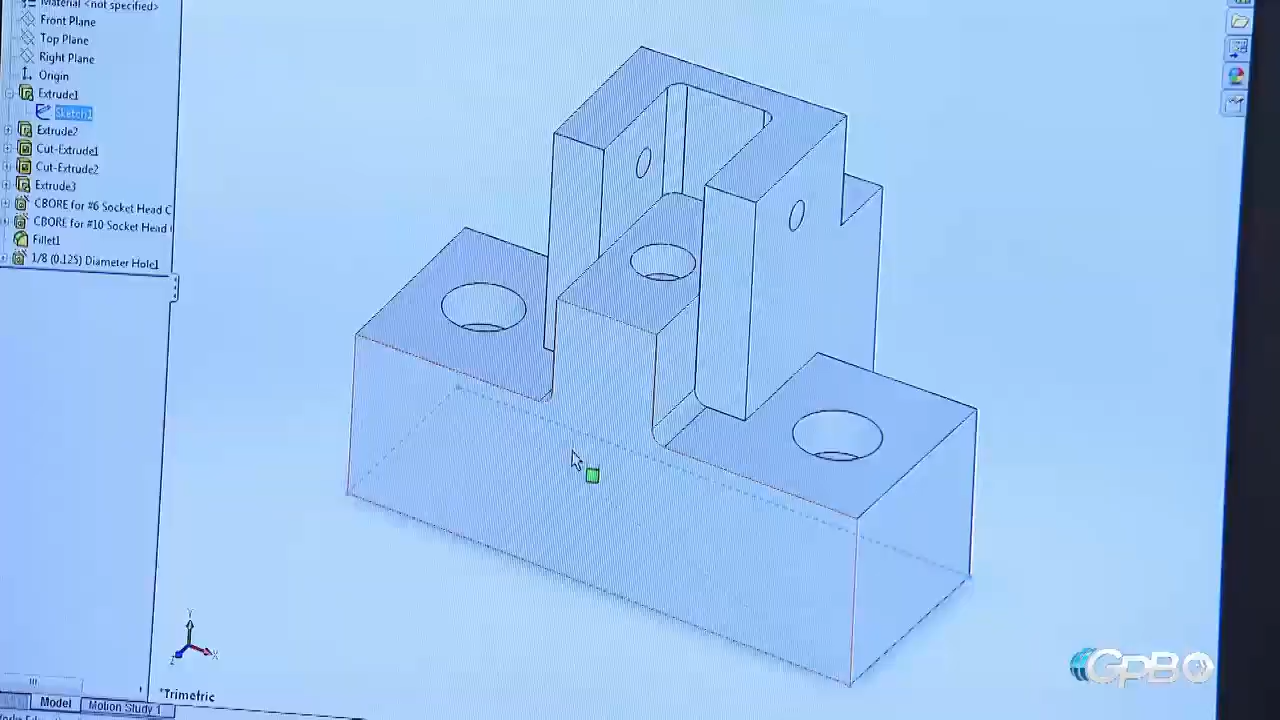 Material <not specified>
Front Plane
Top Plane
Right Plane
Origin
Extrude1
Sketch1
Extrude2
Cut-Extrude1
Cut-Extrude2
Extrude3
CBORE for #6 Socket Head C
CBORE for #10 Socket Head
Fillet1
1/8 (0.125) Diameter Hole1
Y
Z X
*Trimetric
Model
Motion Study 1
GPB